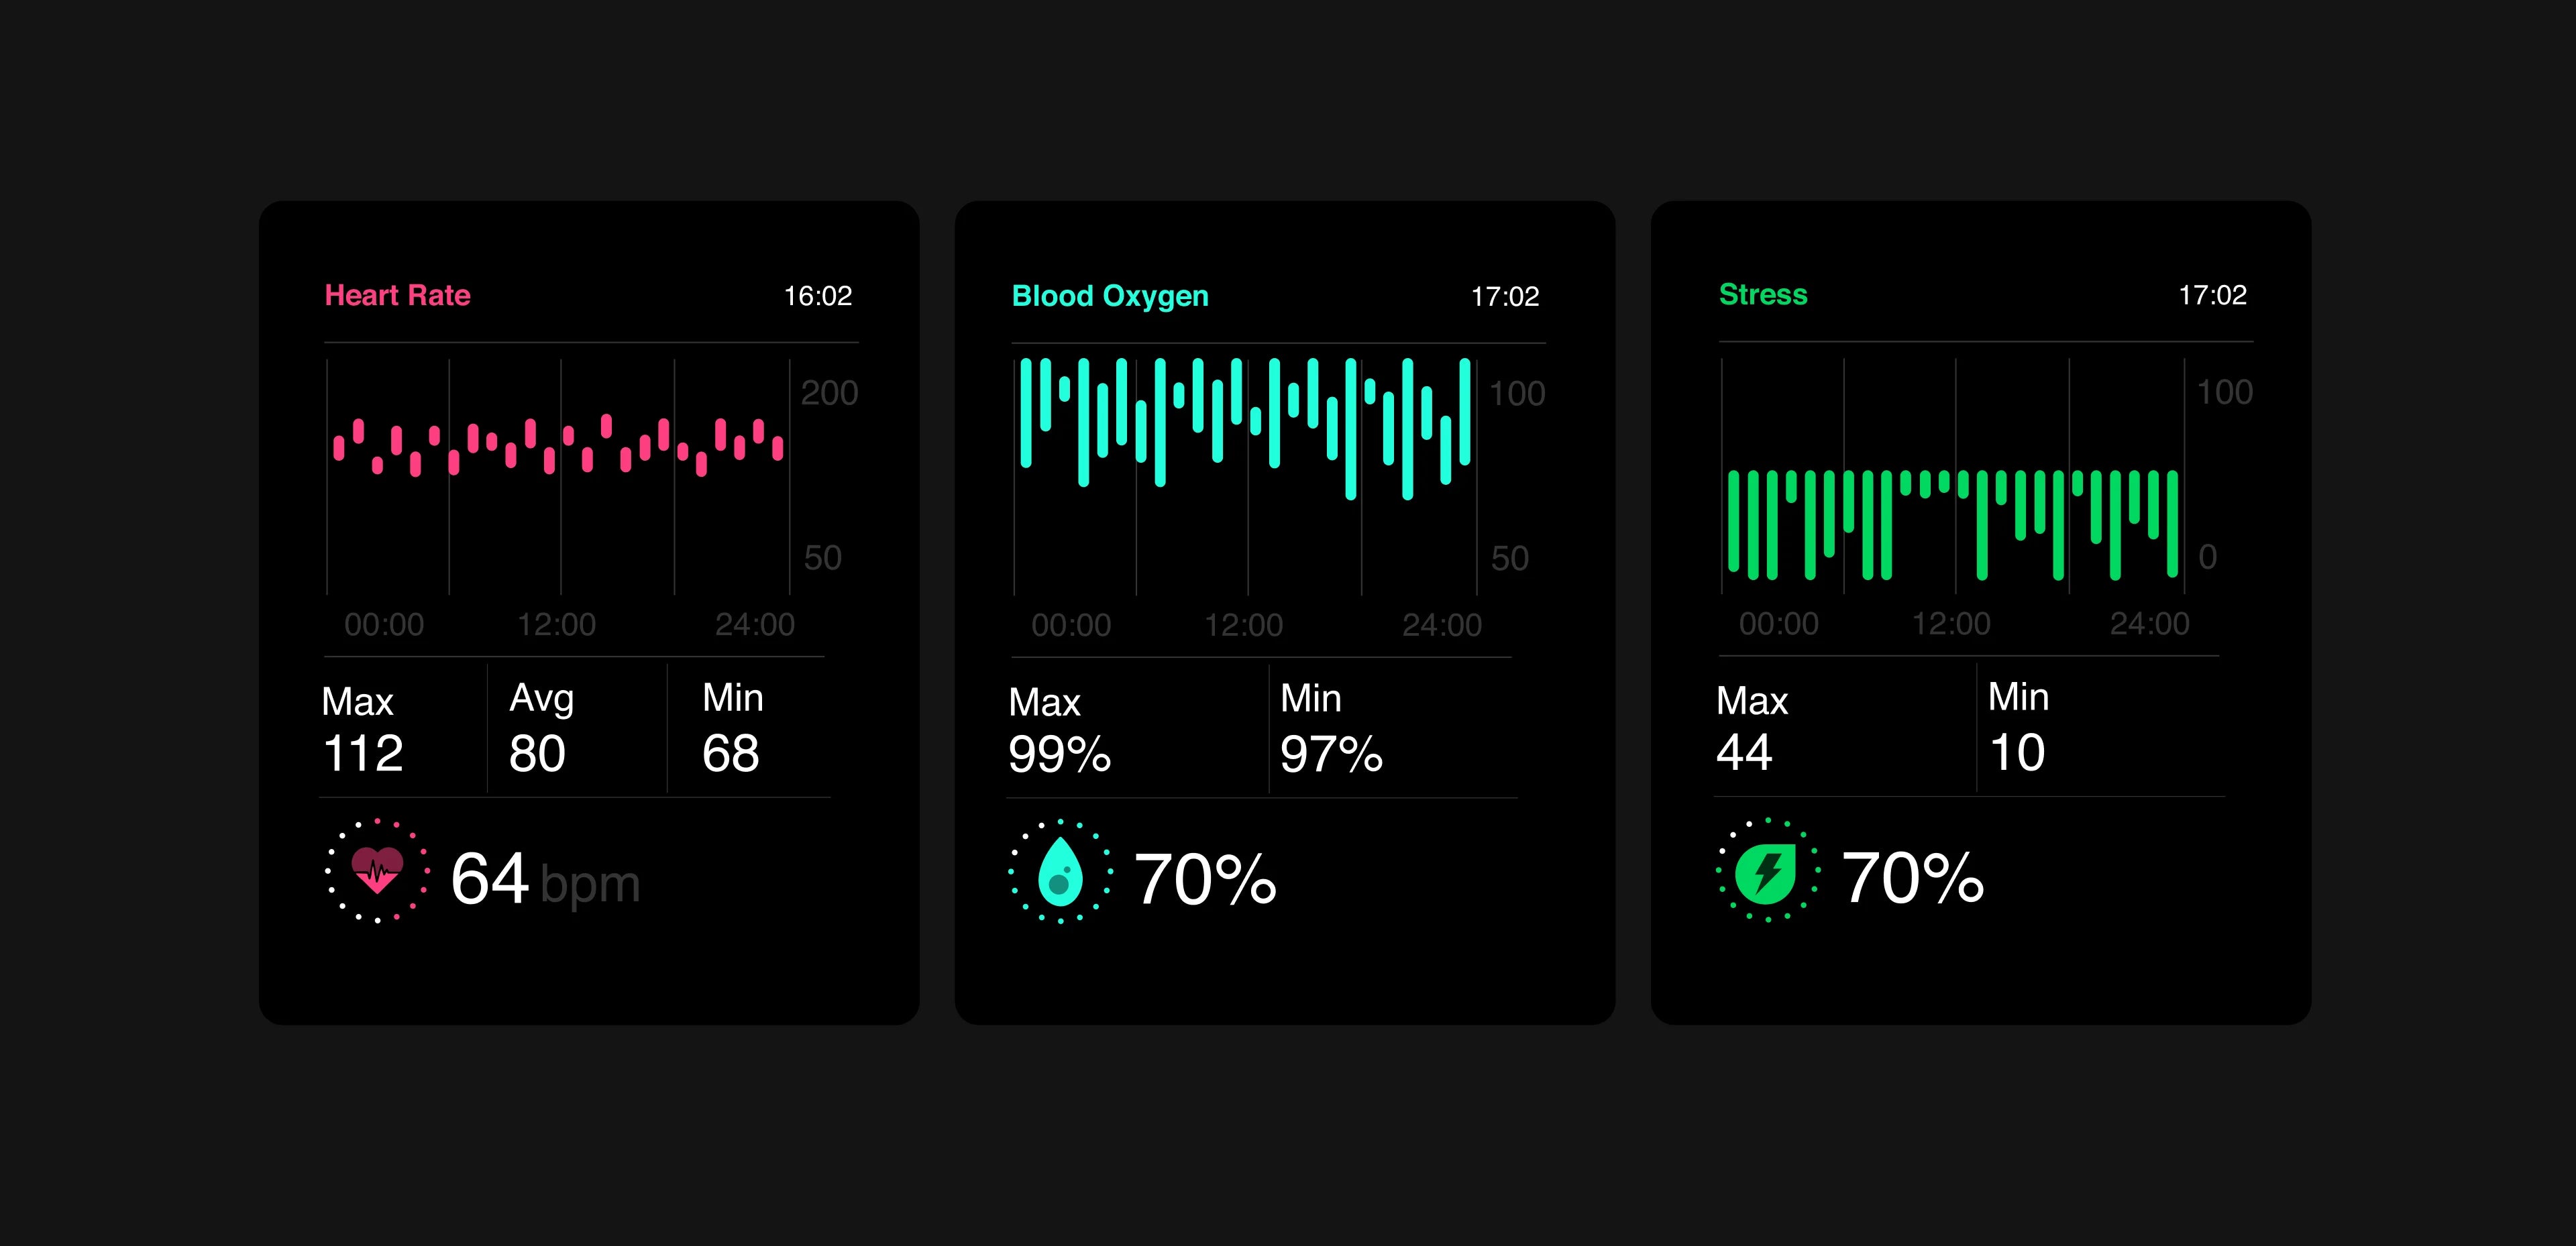 Heart Rate 16:02
200
50
00:00 12:00 24:00
Max Avg Min
112 80 68
64 bpm
Blood Oxygen 17:02
100
50
00:00 12:00 24:00
Max Min
99% 97%
70%
Stress 17:02
100
0
00:00 12:00 24:00
Max Min
44 10
70%